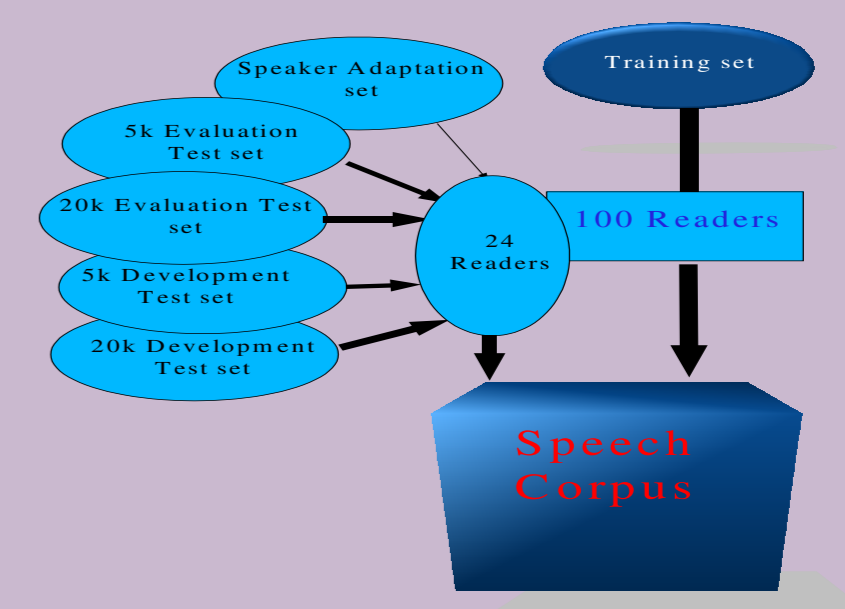 Speaker Adaptation
set
Training set
5k Evaluation
Test set
20k Evaluation Test
set
100 Readers
24
Readers
5k Development
Test set
20k Development
Test set
Speech
Corpus